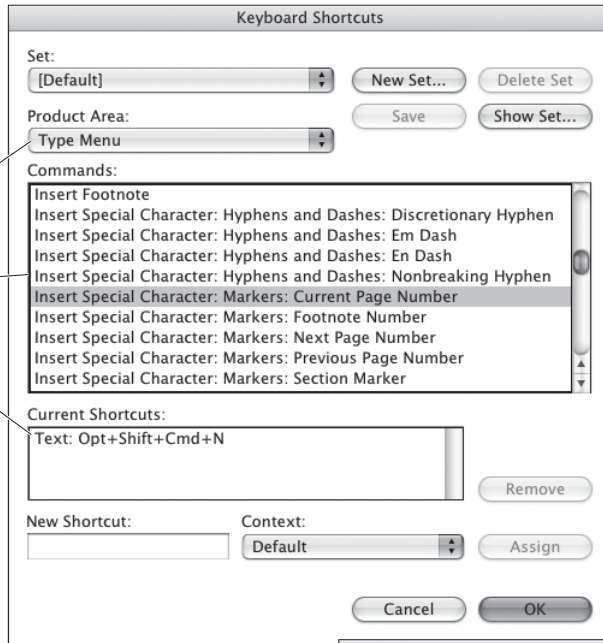 Keyboard Shortcuts
Set:
[Default]
New Set...
Delete Set
Product Area:
Save
Show Set...
Type Menu
Commands:
Insert Footnote
Insert Special Character: Hyphens and Dashes: Discretionary Hyphen
Insert Special Character: Hyphens and Dashes: Em Dash
Insert Special Character: Hyphens and Dashes: En Dash
Insert Special Character: Hyphens and Dashes: Nonbreaking Hyphen
Insert Special Character: Markers: Current Page Number
Insert Special Character: Markers: Footnote Number
Insert Special Character: Markers: Next Page Number
Insert Special Character: Markers: Previous Page Number
Insert Special Character: Markers: Section Marker
Current Shortcuts:
Text: Opt+Shift+Cmd+N
Remove
New Shortcut:
Context:
Default
Assign
Cancel
OK